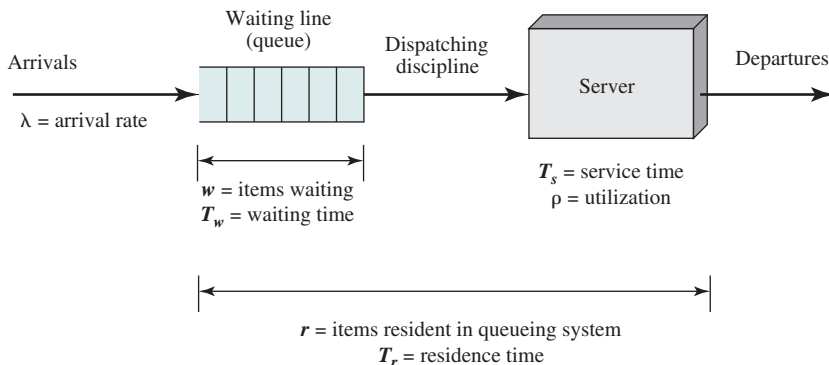 Waiting line
(queue)
Dispatching
discipline
Arrivals
Departures
Server
λ = arrival rate
w = items waiting
T_w = waiting time
T_s = service time
ρ = utilization
r = items resident in queueing system
T_r = residence time